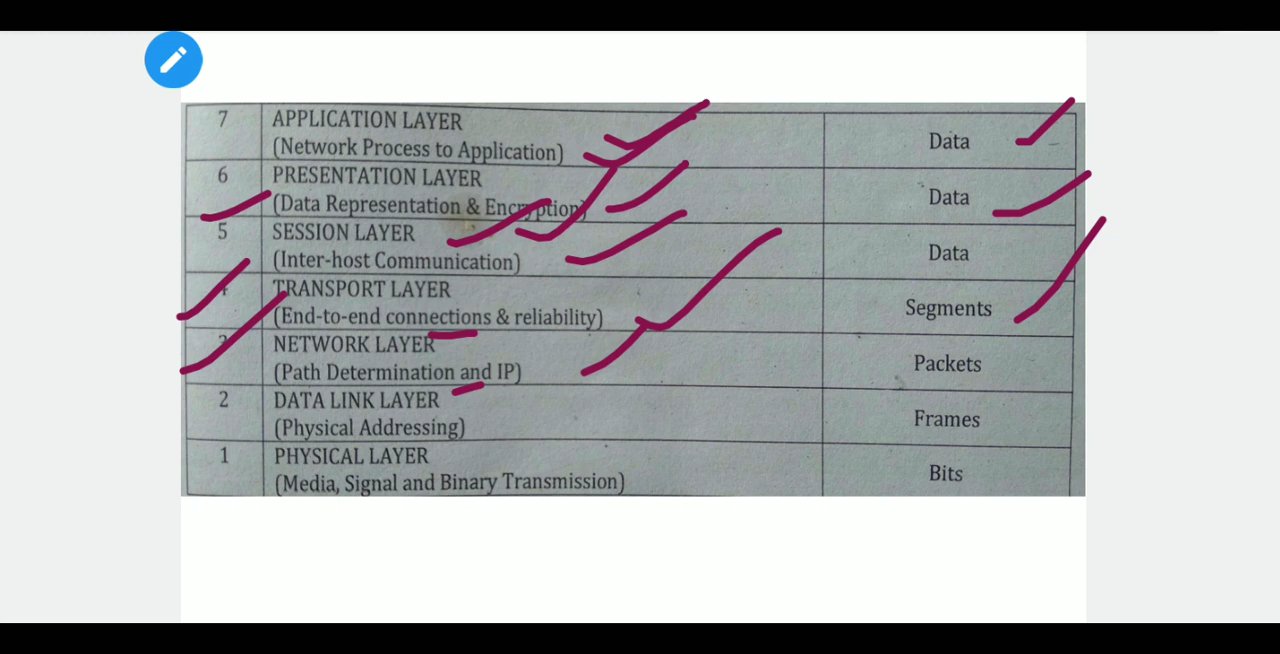 7 APPLICATION LAYER Data
(Network Process to Application)
6 PRESENTATION LAYER Data
(Data Representation & Encryption)
5 SESSION LAYER Data
(Inter-host Communication)
4 TRANSPORT LAYER Segments
(End-to-end connections & reliability)
3 NETWORK LAYER Packets
(Path Determination and IP)
2 DATA LINK LAYER Frames
(Physical Addressing)
1 PHYSICAL LAYER Bits
(Media, Signal and Binary Transmission)